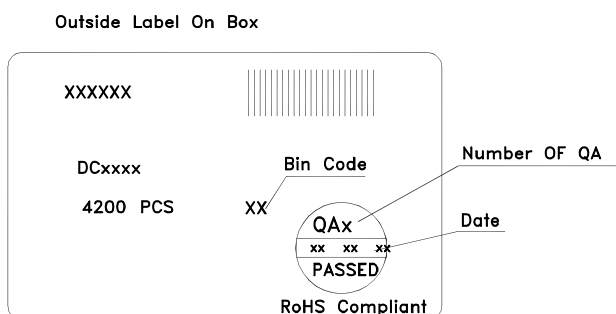 Outside Label On Box
XXXXXX
DCxxxx
Bin Code
Number OF QA
4200 PCS
XX
QAx
Date
xx xx xx
PASSED
RoHS Compliant